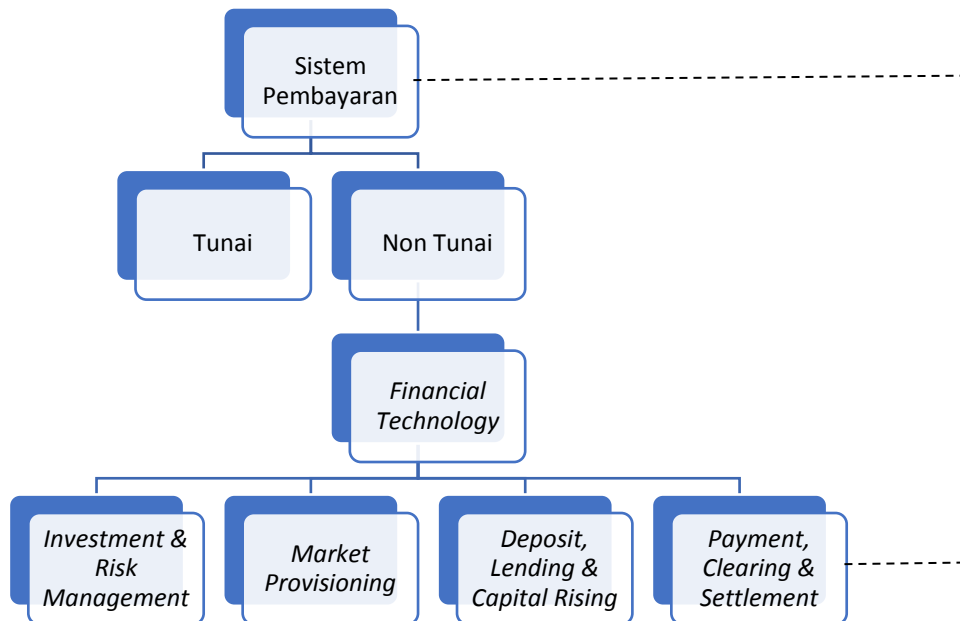 Sistem
Pembayaran
Tunai
Non Tunai
Financial
Technology
Investment &
Risk
Management
Market
Provisioning
Deposit,
Lending &
Capital Rising
Payment,
Clearing &
Settlement